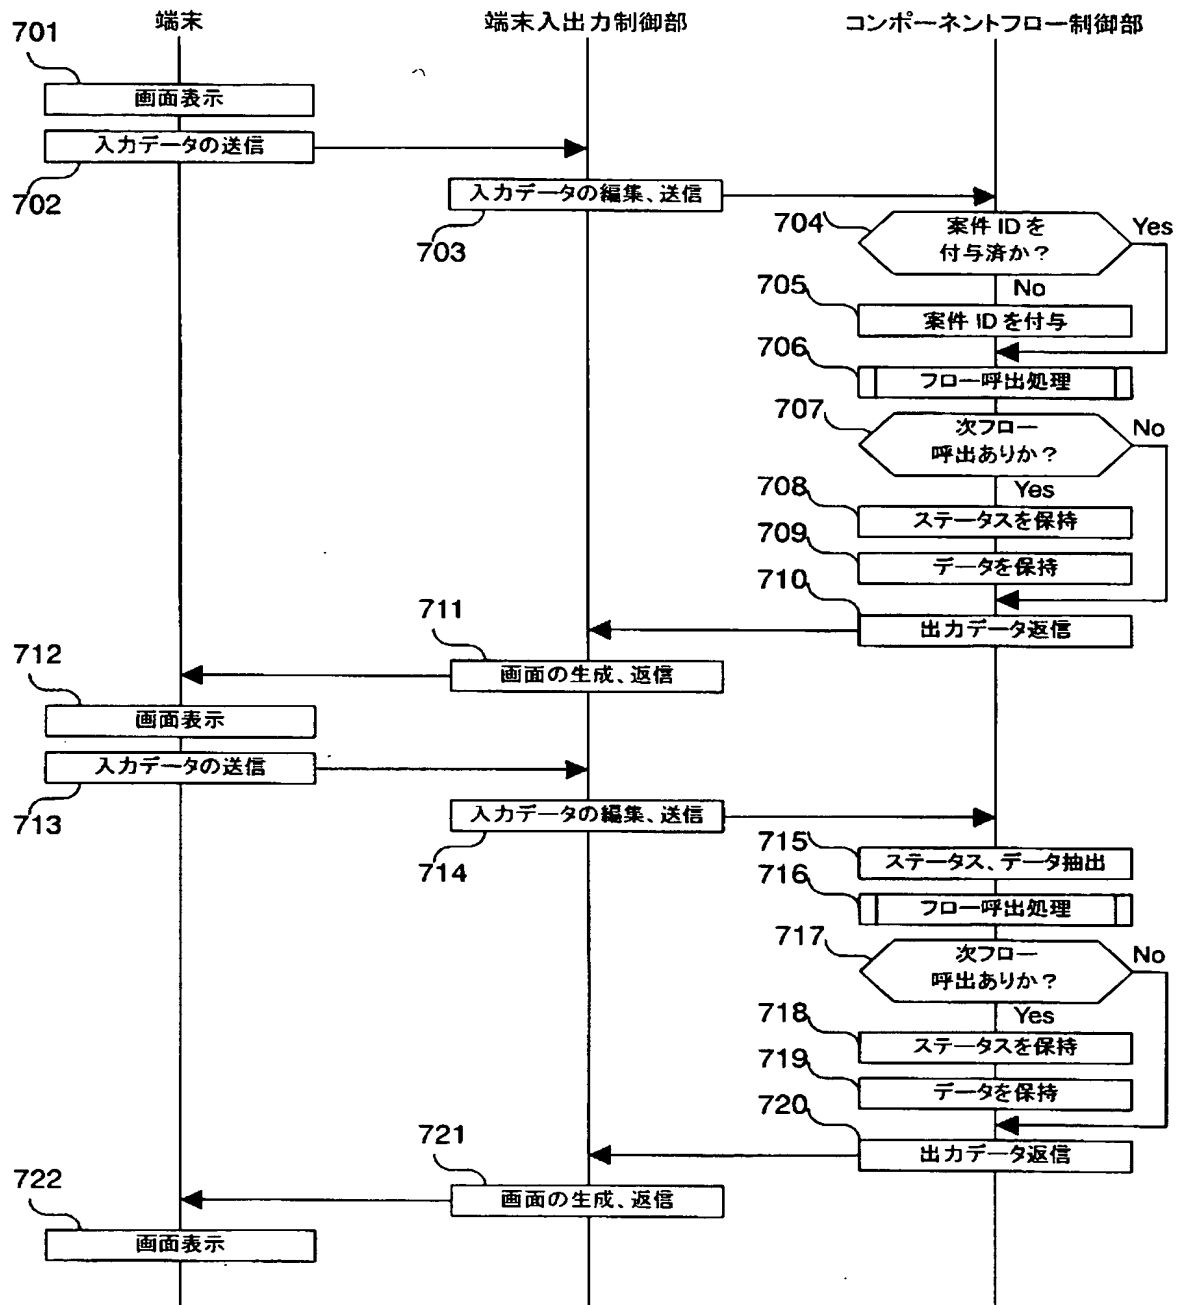 端末
端末入出力制御部
コンポーネントフロー制御部
701
画面表示
入力データの送信
702
入力データの編集、送信
703
704
案件 IDを
付与済か?
Yes
No
705
案件 IDを付与
706
フロー呼出処理
707
次フロー
呼出ありか?
No
Yes
708
ステータスを保持
709
データを保持
710
出力データ返信
711
画面の生成、返信
712
画面表示
入力データの送信
713
入力データの編集、送信
714
715
ステータス、データ抽出
716
フロー呼出処理
717
次フロー
呼出ありか?
No
Yes
718
ステータスを保持
719
データを保持
720
出力データ返信
721
画面の生成、返信
722
画面表示